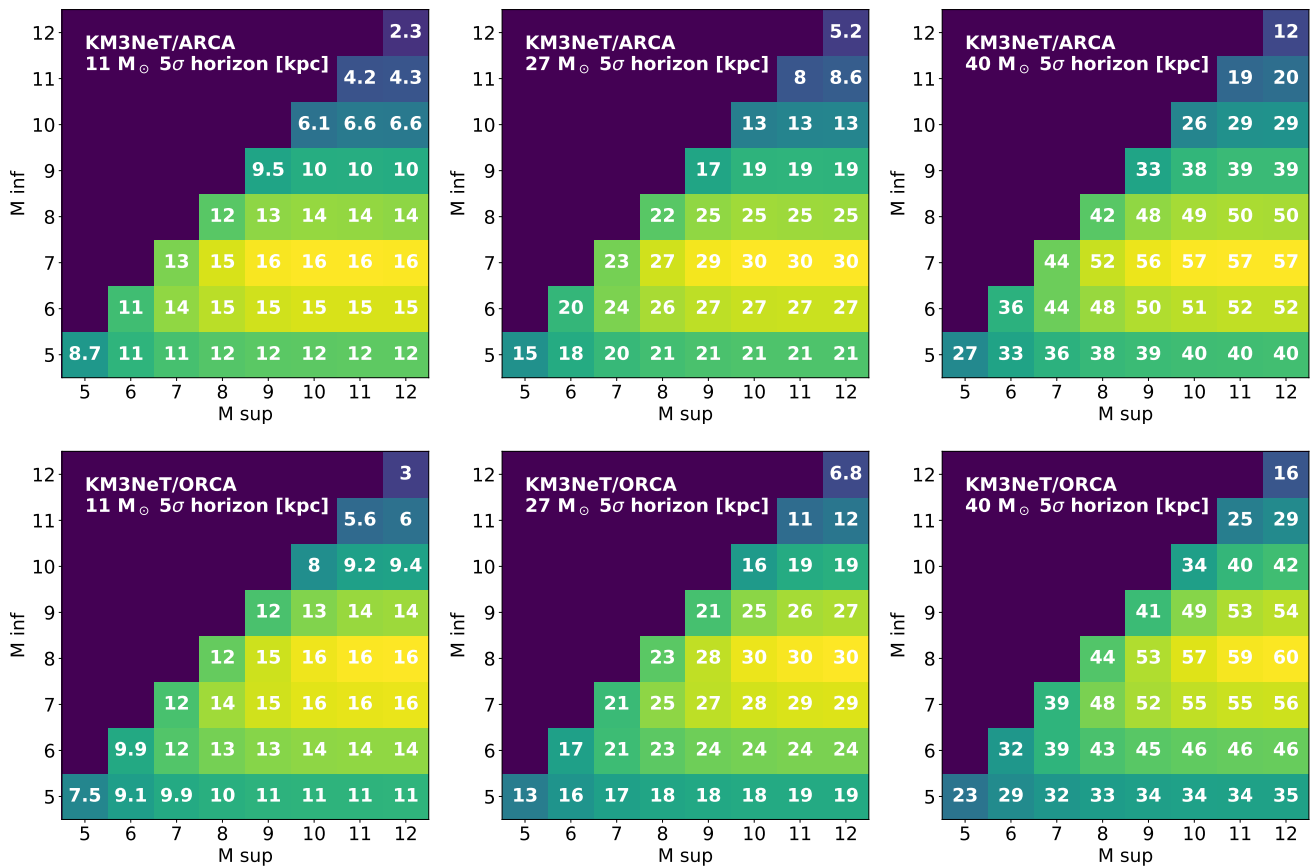 KM3NeT/ARCA
11 M⊙ 5σ horizon [kpc]
M inf
12 2.3
11 4.2 4.3
10 6.1 6.6 6.6
9 9.5 10 10 10
8 12 13 14 14 14
7 13 15 16 16 16 16
6 11 14 15 15 15 15 15
5 8.7 11 11 12 12 12 12 12
5 6 7 8 9 10 11 12
M sup
KM3NeT/ARCA
27 M⊙ 5σ horizon [kpc]
M inf
12 5.2
11 8 8.6
10 13 13 13
9 17 19 19 19
8 22 25 25 25 25
7 23 27 29 30 30 30
6 20 24 26 27 27 27 27
5 15 18 20 21 21 21 21 21
5 6 7 8 9 10 11 12
M sup
KM3NeT/ARCA
40 M⊙ 5σ horizon [kpc]
M inf
12 12
11 19 20
10 26 29 29
9 33 38 39 39
8 42 48 49 50 50
7 44 52 56 57 57 57
6 36 44 48 50 51 52 52
5 27 33 36 38 39 40 40 40
5 6 7 8 9 10 11 12
M sup
KM3NeT/ORCA
11 M⊙ 5σ horizon [kpc]
M inf
12 3
11 5.6 6
10 8 9.2 9.4
9 12 13 14 14
8 12 15 16 16 16
7 12 14 15 16 16 16
6 9.9 12 13 13 14 14 14
5 7.5 9.1 9.9 10 11 11 11 11
5 6 7 8 9 10 11 12
M sup
KM3NeT/ORCA
27 M⊙ 5σ horizon [kpc]
M inf
12 6.8
11 11 12
10 16 19 19
9 21 25 26 27
8 23 28 30 30 30
7 21 25 27 28 29 29
6 17 21 23 24 24 24 24
5 13 16 17 18 18 18 19 19
5 6 7 8 9 10 11 12
M sup
KM3NeT/ORCA
40 M⊙ 5σ horizon [kpc]
M inf
12 16
11 25 29
10 34 40 42
9 41 49 53 54
8 44 53 57 59 60
7 39 48 52 55 55 56
6 32 39 43 45 46 46 46
5 23 29 32 33 34 34 34 35
5 6 7 8 9 10 11 12
M sup